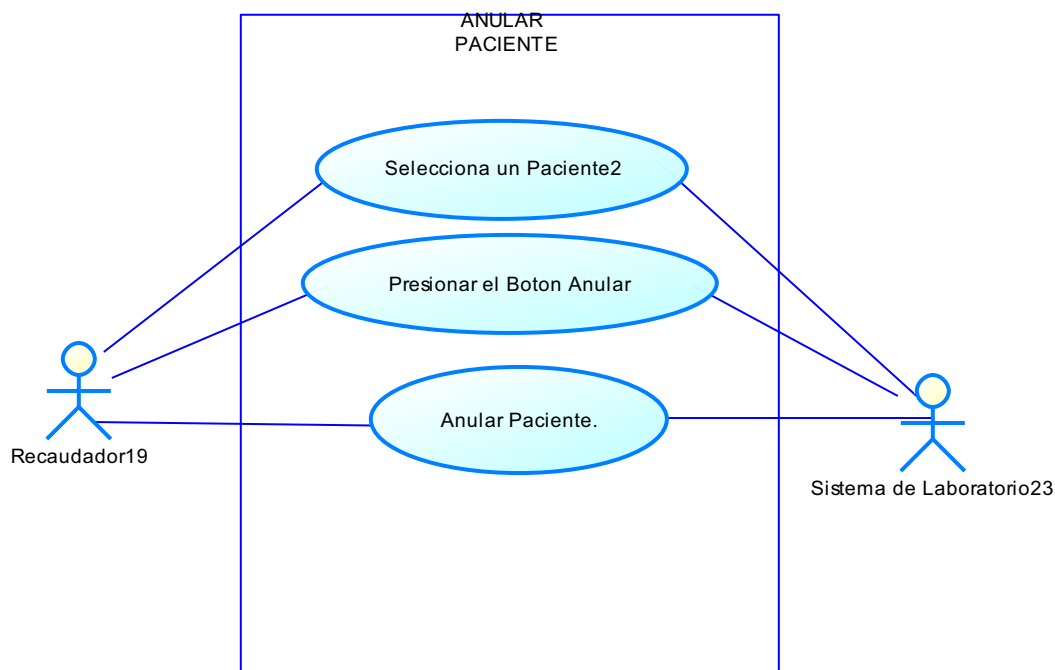 ANULAR
PACIENTE
Selecciona un Paciente2
Presionar el Boton Anular
Anular Paciente.
Recaudador19
Sistema de Laboratorio23